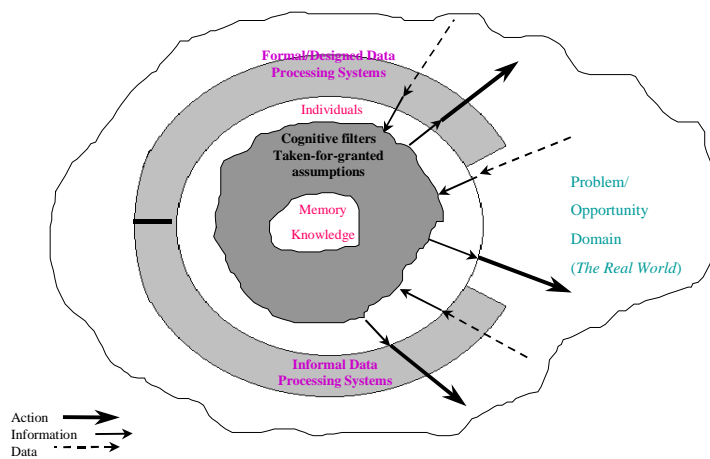 Formal/Designed Data
Processing Systems
Individuals
Cognitive filters
Taken-for-granted
assumptions
Memory
Knowledge
Problem/
Opportunity
Domain
(The Real World)
Informal Data
Processing Systems
Action
Information
Data